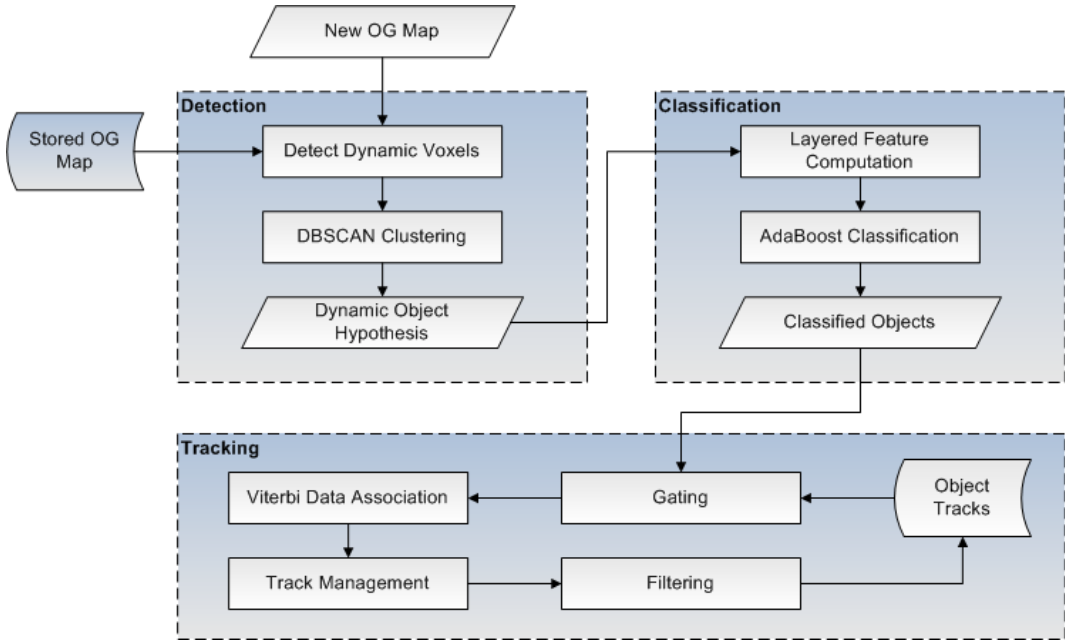 New OG Map
Detection
Stored OG
Map
Detect Dynamic Voxels
DBSCAN Clustering
Dynamic Object
Hypothesis
Classification
Layered Feature
Computation
AdaBoost Classification
Classified Objects
Tracking
Viterbi Data Association
Gating
Object
Tracks
Track Management
Filtering